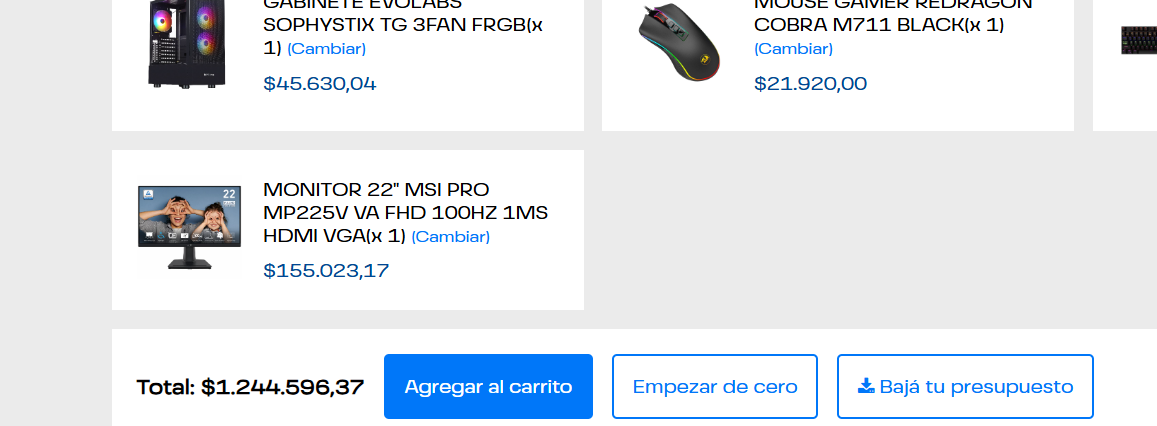 GABINETE EVOLABS
SOPHYSTIX TG 3FAN FRGB(x
1) (Cambiar)
$45.630,04
MOUSE GAMER REDRAGON
COBRA M711 BLACK(x 1)
(Cambiar)
$21.920,00
22
MONITOR 22" MSI PRO
MP225V VA FHD 100HZ 1MS
HDMI VGA(x 1) (Cambiar)
$155.023,17
Total: $1.244.596,37
Agregar al carrito
Empezar de cero
Bajá tu presupuesto